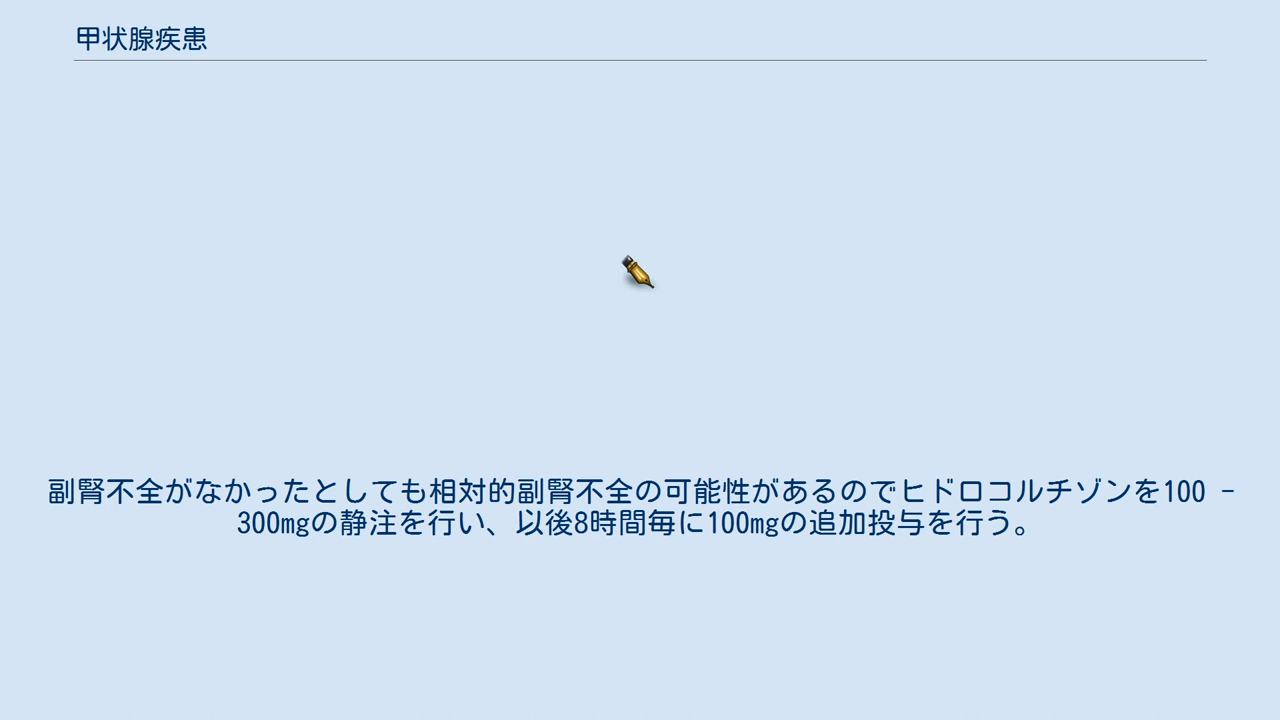 甲状腺疾患
副腎不全がなかったとしても相対的副腎不全の可能性があるのでヒドロコルチゾンを100 -
300mgの静注を行い、以後8時間毎に100mgの追加投与を行う。